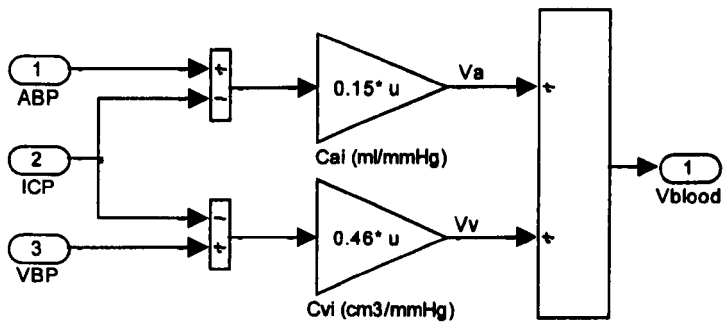 1
ABP
+
−
0.15* u
Cai (ml/mmHg)
Va
+
2
ICP
1
Vblood
−
+
0.46* u
Cvi (cm3/mmHg)
Vv
+
3
VBP